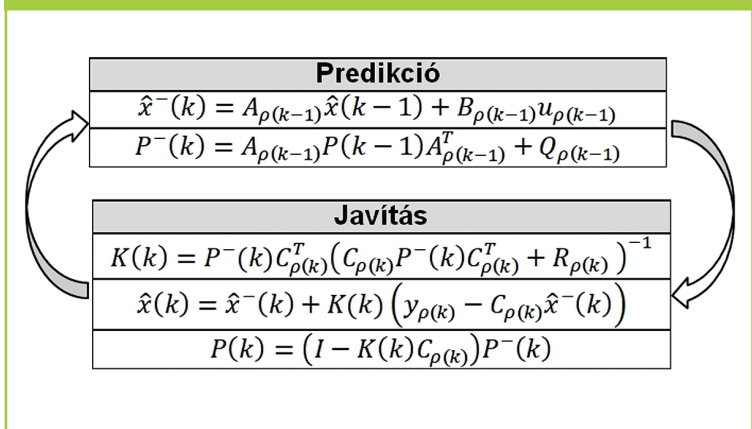 Predikció
x̂⁻(k) = A_ρ(k−1) x̂(k − 1) + B_ρ(k−1) u_ρ(k−1)
P⁻(k) = A_ρ(k−1) P(k − 1) A^T_ρ(k−1) + Q_ρ(k−1)
Javítás
K(k) = P⁻(k) C^T_ρ(k) (C_ρ(k) P⁻(k) C^T_ρ(k) + R_ρ(k))⁻¹
x̂(k) = x̂⁻(k) + K(k) (y_ρ(k) − C_ρ(k) x̂⁻(k))
P(k) = (I − K(k) C_ρ(k)) P⁻(k)